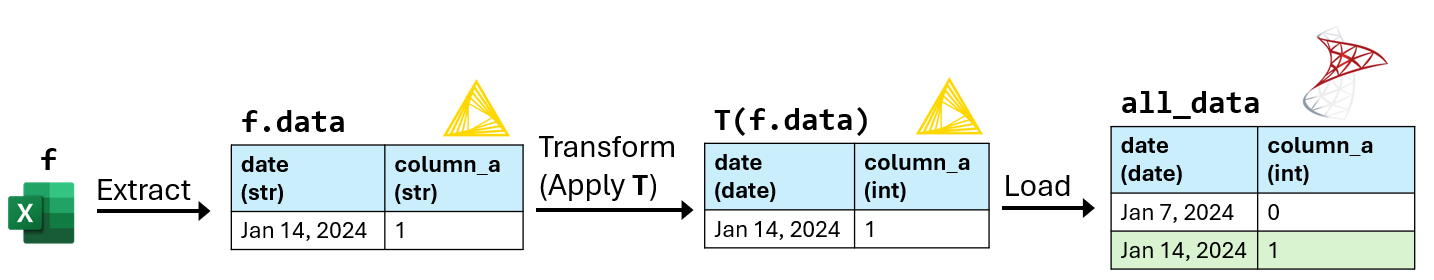 f
X
Extract
f.data
date
(str)
column_a
(str)
Jan 14, 2024
1
Transform
(Apply T)
T(f.data)
date
(date)
column_a
(int)
Jan 14, 2024
1
Load
all_data
date
(date)
column_a
(int)
Jan 7, 2024
0
Jan 14, 2024
1